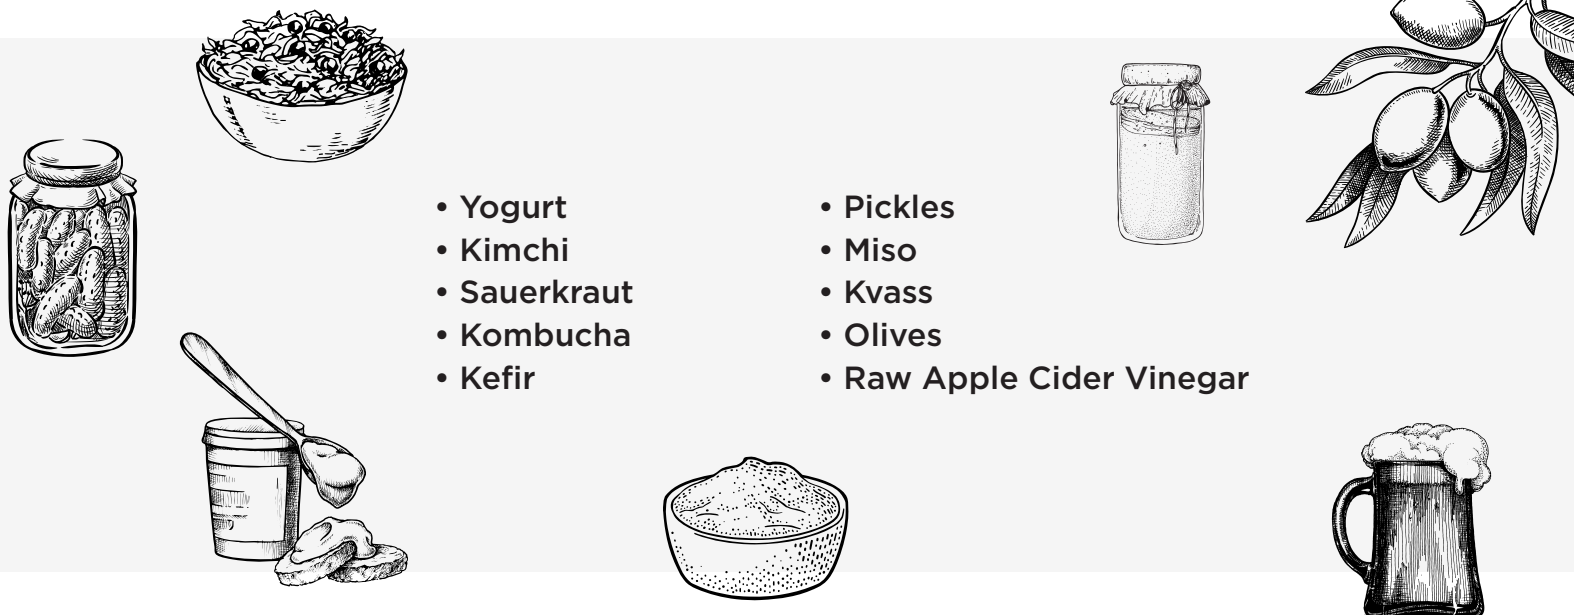 • Yogurt
• Kimchi
• Sauerkraut
• Kombucha
• Kefir
• Pickles
• Miso
• Kvass
• Olives
• Raw Apple Cider Vinegar